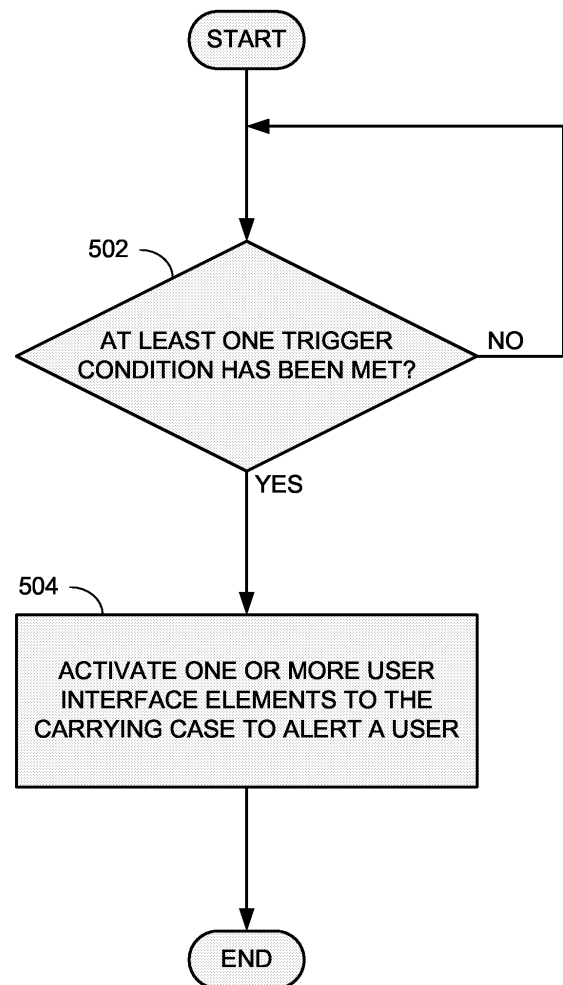 START
502
AT LEAST ONE TRIGGER
CONDITION HAS BEEN MET?
NO
YES
504
ACTIVATE ONE OR MORE USER
INTERFACE ELEMENTS TO THE
CARRYING CASE TO ALERT A USER
END